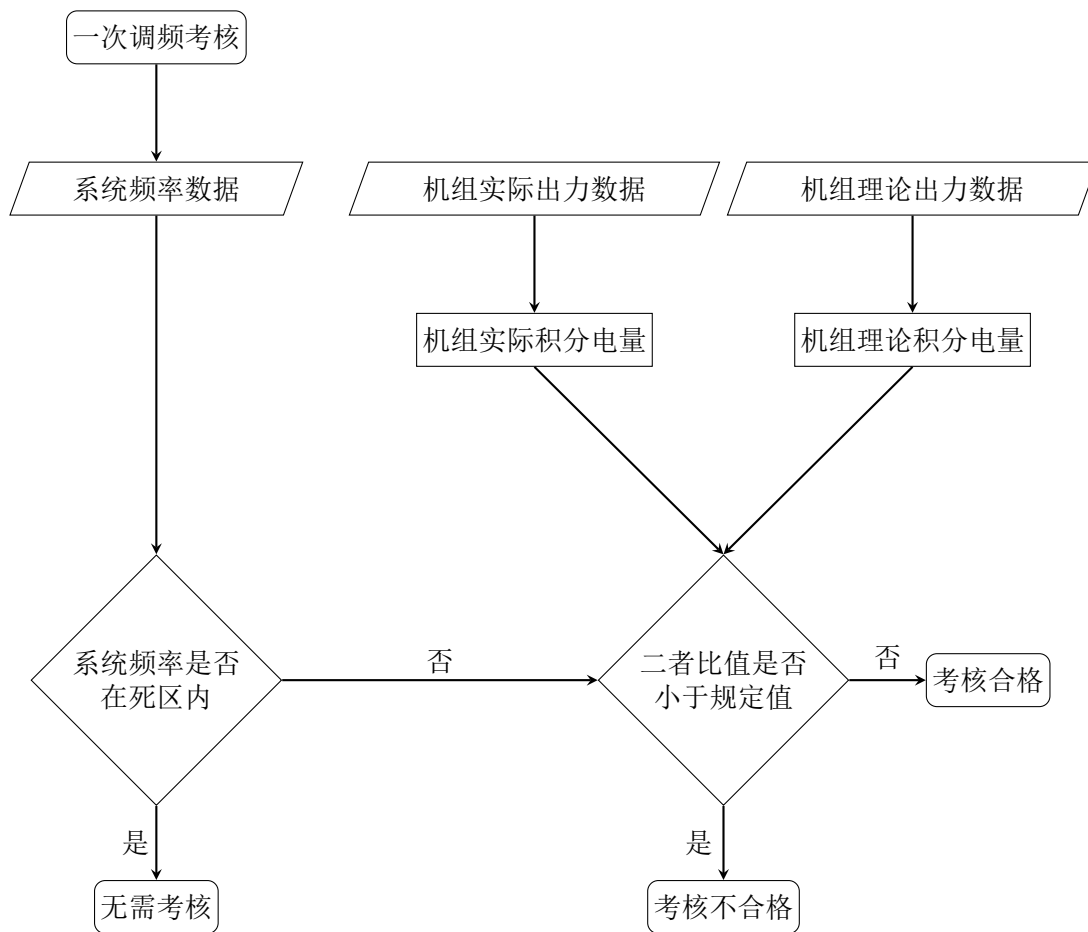 一次调频考核
系统频率数据
机组实际出力数据
机组理论出力数据
机组实际积分电量
机组理论积分电量
系统频率是否
在死区内
否
二者比值是否
小于规定值
否
考核合格
是
是
无需考核
考核不合格